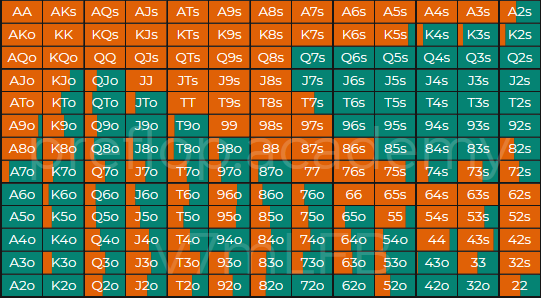 AA AKs AQs AJs ATs A9s A8s A7s A6s A5s A4s A3s A2s
AKo KK KQs KJs KTs K9s K8s K7s K6s K5s K4s K3s K2s
AQo KQo QQ QJs QTs Q9s Q8s Q7s Q6s Q5s Q4s Q3s Q2s
AJo KJo QJo JJ JTs J9s J8s J7s J6s J5s J4s J3s J2s
ATo KTo QTo JTo TT T9s T8s T7s T6s T5s T4s T3s T2s
A9o K9o Q9o J9o T9o 99 98s 97s 96s 95s 94s 93s 92s
A8o K8o Q8o J8o T8o 98o 88 87s 86s 85s 84s 83s 82s
preflop.academy
A7o K7o Q7o J7o T7o 97o 87o 77 76s 75s 74s 73s 72s
A6o K6o Q6o J6o T6o 96o 86o 76o 66 65s 64s 63s 62s
A5o K5o Q5o J5o T5o 95o 85o 75o 65o 55 54s 53s 52s
A4o K4o Q4o J4o T4o 94o 84o 74o 64o 54o 44 43s 42s
v7mLFB
A3o K3o Q3o J3o T3o 93o 83o 73o 63o 53o 43o 33 32s
A2o K2o Q2o J2o T2o 92o 82o 72o 62o 52o 42o 32o 22